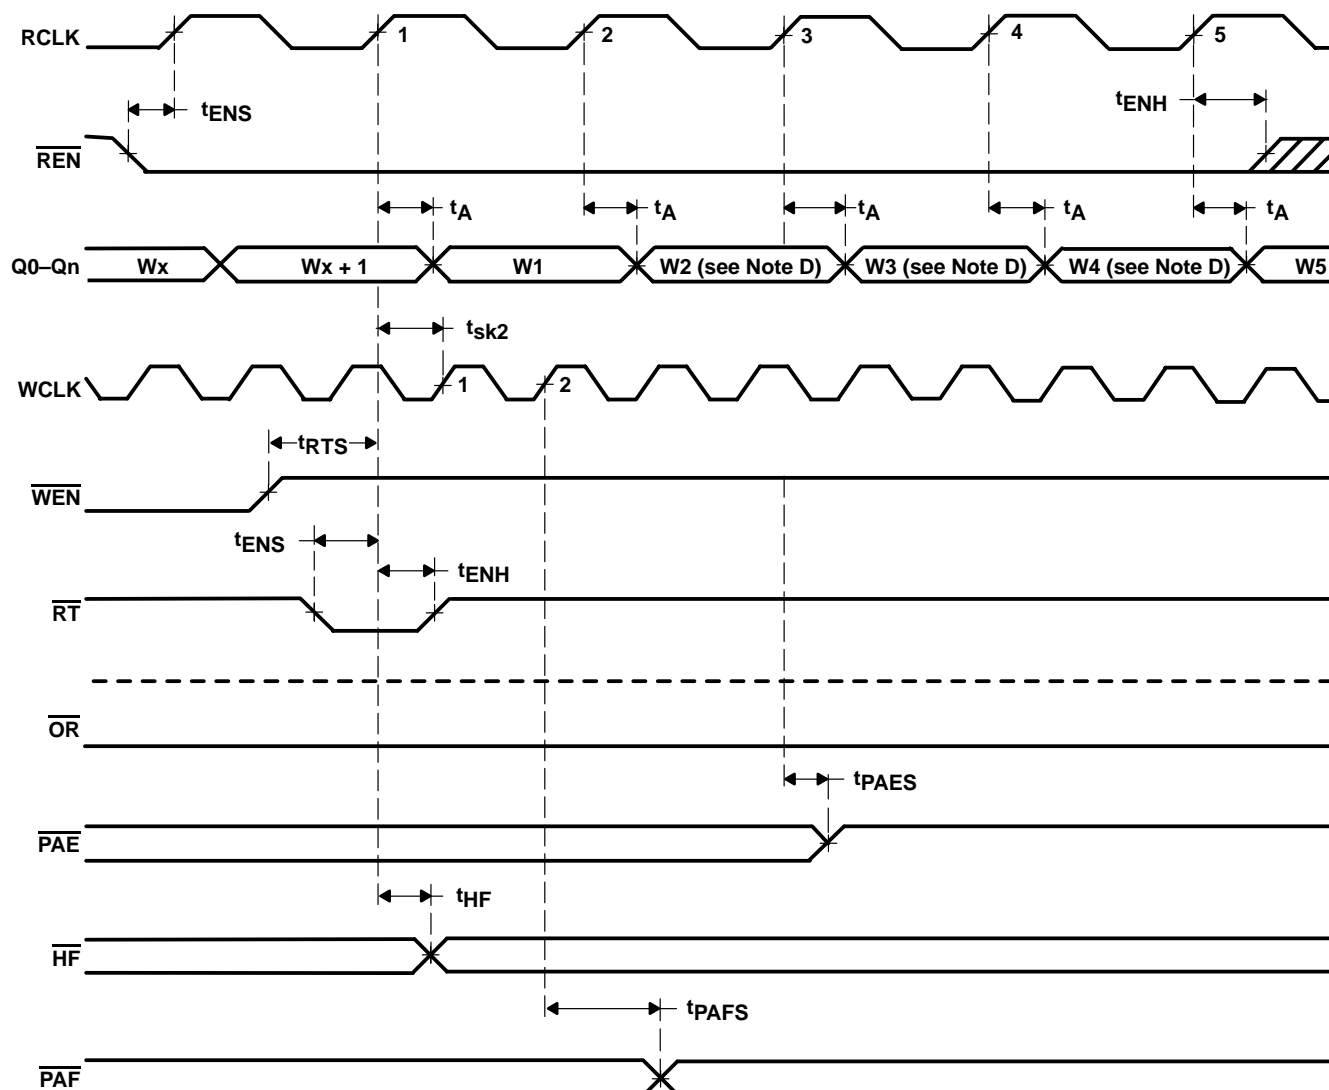 RCLK
1
2
3
4
5
tENS
tENH
REN
tA
tA
tA
tA
tA
Q0–Qn
Wx
Wx + 1
W1
W2 (see Note D)
W3 (see Note D)
W4 (see Note D)
W5
tsk2
WCLK
1
2
tRTS
WEN
tENS
tENH
RT
OR
tPAES
PAE
tHF
HF
tPAFS
PAF